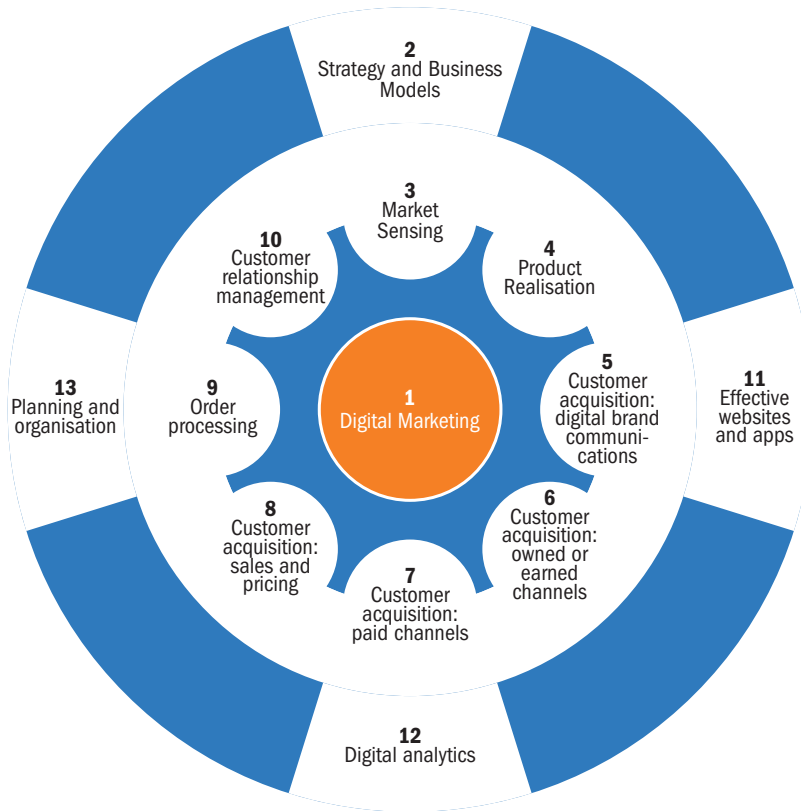 2
Strategy and Business
Models
3
Market
Sensing
10
Customer
relationship
management
4
Product
Realisation
13
Planning and
organisation
9
Order
processing
1
Digital Marketing
5
Customer
acquisition:
digital brand
communi-
cations
11
Effective
websites
and apps
8
Customer
acquisition:
sales and
pricing
7
Customer
acquisition:
paid channels
6
Customer
acquisition:
owned or
earned
channels
12
Digital analytics